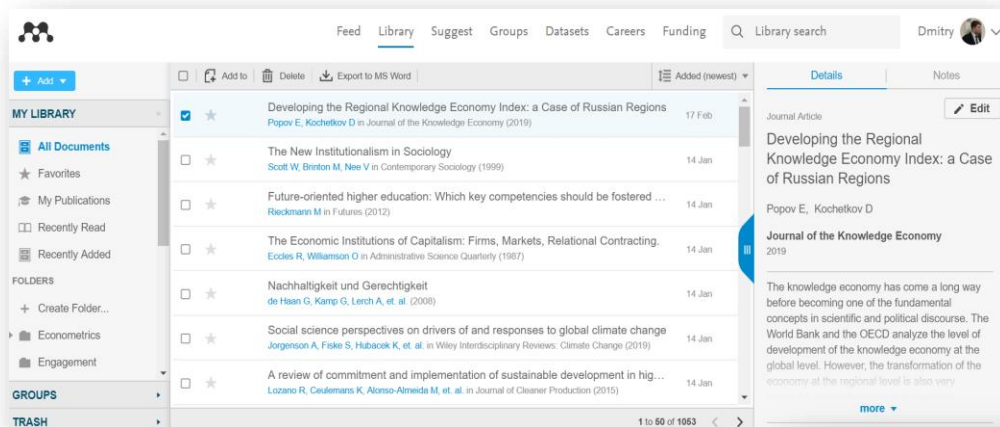 Feed Library Suggest Groups Datasets Careers Funding Library search Dmitry
+ Add
MY LIBRARY
All Documents
Favorites
My Publications
Recently Read
Recently Added
FOLDERS
+ Create Folder...
Econometrics
Engagement
GROUPS
TRASH
Add to Delete Export to MS Word Added (newest)
Developing the Regional Knowledge Economy Index: a Case of Russian Regions 17 Feb
Popov E, Kochetkov D in Journal of the Knowledge Economy (2019)
The New Institutionalism in Sociology 14 Jan
Scott W, Brinton M, Nee V in Contemporary Sociology (1999)
Future-oriented higher education: Which key competencies should be fostered ... 14 Jan
Rieckmann M in Futures (2012)
The Economic Institutions of Capitalism: Firms, Markets, Relational Contracting. 14 Jan
Eccles R, Williamson O in Administrative Science Quarterly (1987)
Nachhaltigkeit und Gerechtigkeit 14 Jan
de Haan G, Kamp G, Lerch A, et. al. (2008)
Social science perspectives on drivers of and responses to global climate change 14 Jan
Jorgenson A, Fiske S, Hubacek K, et. al. in Wiley Interdisciplinary Reviews: Climate Change (2019)
A review of commitment and implementation of sustainable development in hig... 14 Jan
Lozano R, Ceulemans K, Alonso-Almeida M, et. al. in Journal of Cleaner Production (2015)
1 to 50 of 1053
Details Notes
Edit
Journal Article
Developing the Regional
Knowledge Economy Index: a Case
of Russian Regions
Popov E, Kochetkov D
Journal of the Knowledge Economy
2019
The knowledge economy has come a long way
before becoming one of the fundamental
concepts in scientific and political discourse. The
World Bank and the OECD analyze the level of
development of the knowledge economy at the
global level. However, the transformation of the
economy at the regional level is also very
more